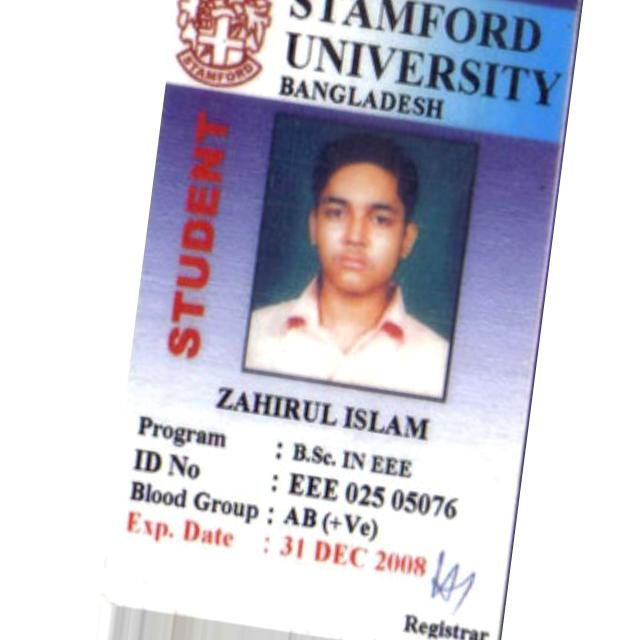 STAMFORD
UNIVERSITY
BANGLADESH
STAMFORD
STUDENT
ZAHIRUL ISLAM
Program : B.Sc. IN EEE
ID No : EEE 025 05076
Blood Group : AB (+Ve)
Exp. Date : 31 DEC 2008
Registrar